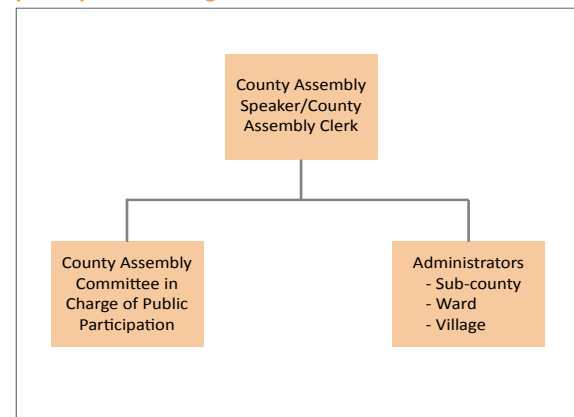 County Assembly
Speaker/County
Assembly Clerk
County Assembly
Committee in
Charge of Public
Participation
Administrators
- Sub-county
- Ward
- Village